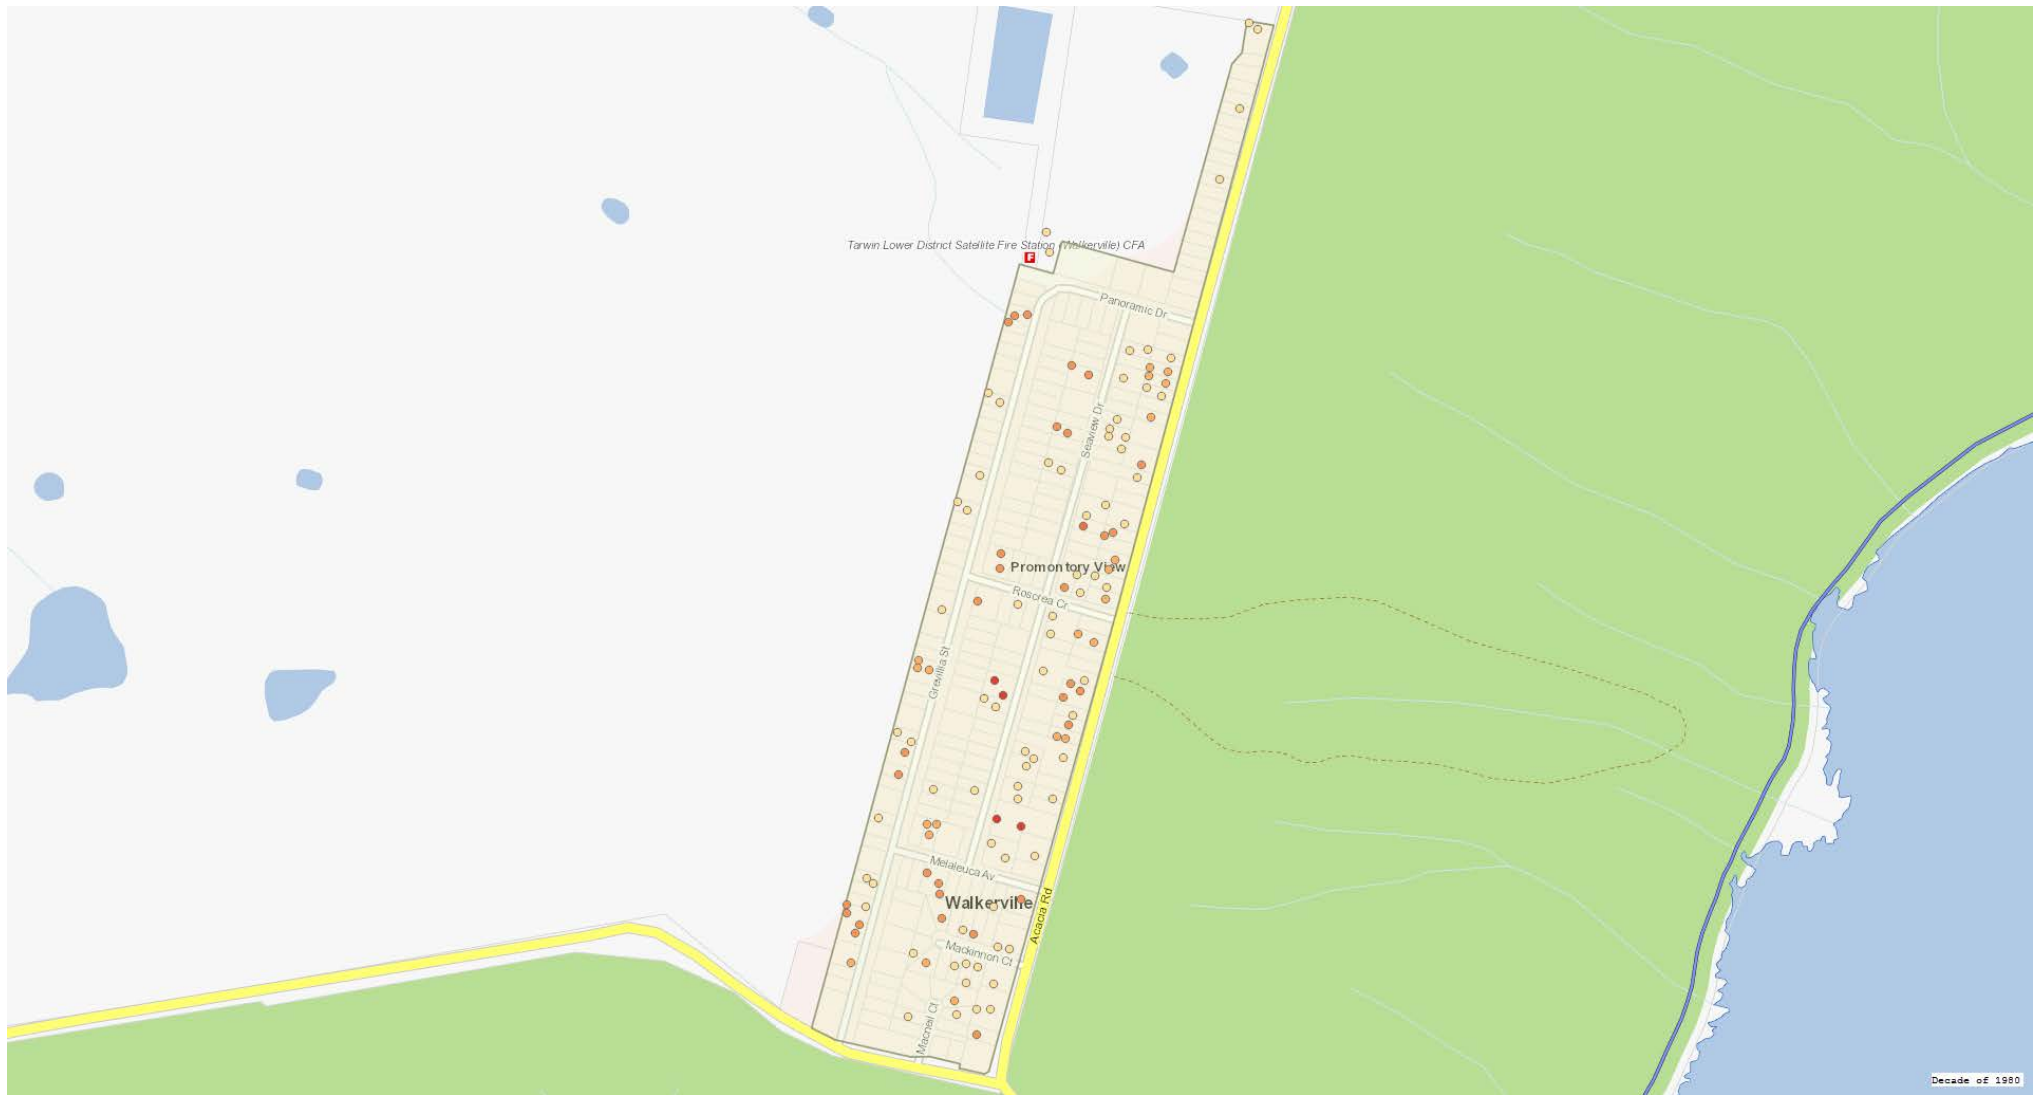 Tarwin Lower District Satellite Fire Station (Walkerville) CFA
F
Panoramic Dr
Seaview Dr
Promontory View
Roscrea Cr
Grevillia St
Melaleuca Av
Walkerville
Acacia Rd
Mackinnon Ct
Macneil Ct
Decade of 1980